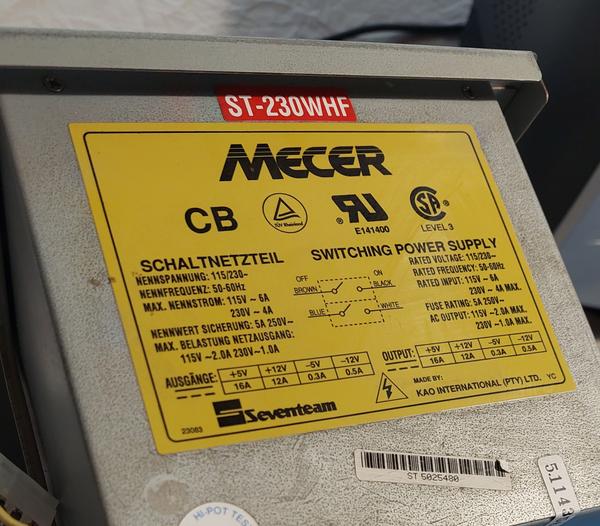 ST-230WHF
MECER
CB
TÜV Rheinland
E141400
LEVEL 3
SCHALTNETZTEIL
NENNSPANNUNG: 115/230~
NENNFREQUENZ: 50-60Hz
MAX. NENNSTROM: 115V ~ 6A
230V ~ 4A
NENNWERT SICHERUNG: 5A 250V~
MAX. BELASTUNG NETZAUSGANG:
115V ~2.0A 230V~1.0A
AUSGÄNGE: +5V +12V -5V -12V
16A 12A 0.3A 0.5A
Seventeam
23083
SWITCHING POWER SUPPLY
OFF ON
BROWN BLACK
BLUE WHITE
RATED VOLTAGE: 115/230~
RATED FREQUENCY: 50-60Hz
RATED INPUT: 115V ~ 6A
230V ~ 4A MAX.
FUSE RATING: 5A 250V~
AC OUTPUT: 115V ~2.0A MAX.
230V ~1.0A MAX.
OUTPUT: +5V +12V -5V -12V
16A 12A 0.3A 0.5A
MADE BY:
KAO INTERNATIONAL (PTY) LTD. YC
ST 5025480
HI-POT